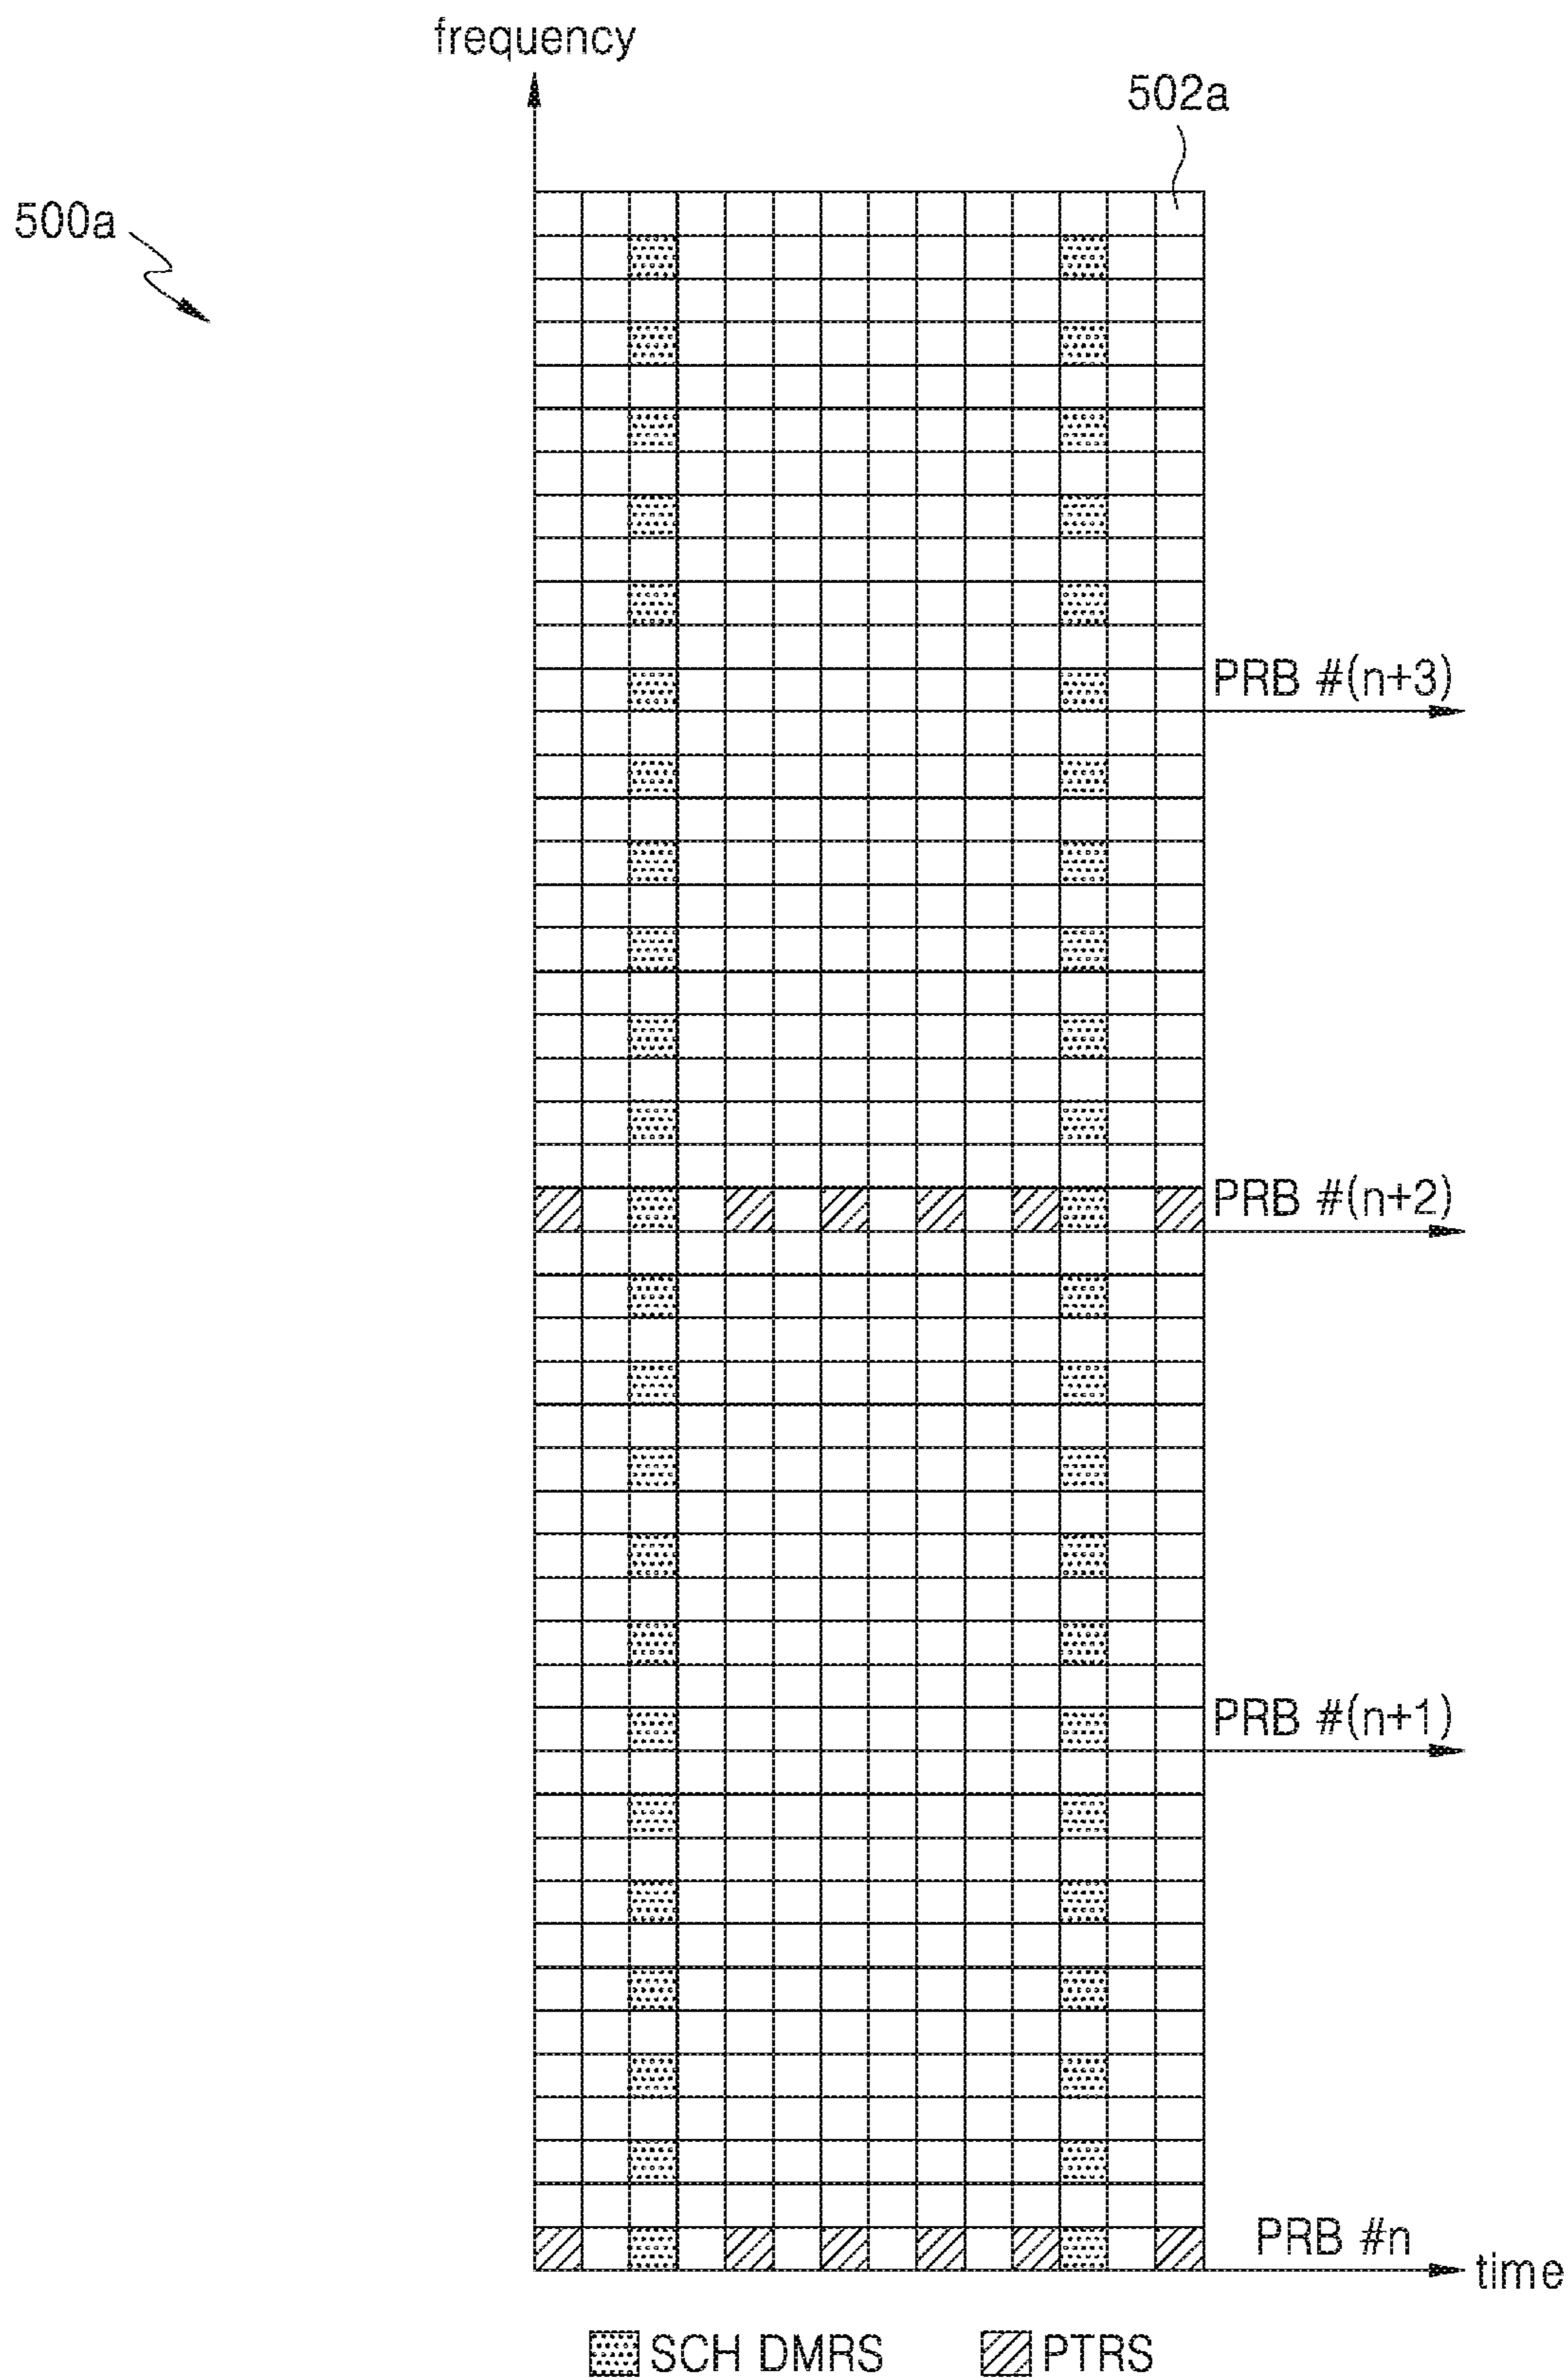 frequency
502a
500a
PRB #(n+3)
PRB #(n+2)
PRB #(n+1)
PRB #n
time
SCH DMRS
PTRS